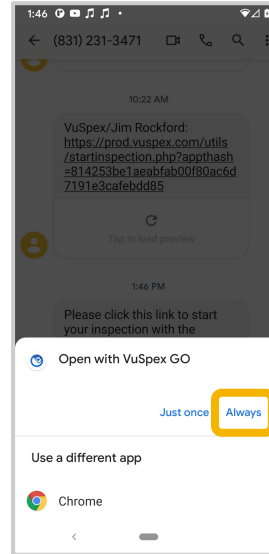 1:46
(831) 231-3471
10:22 AM
VuSpex/Jim Rockford:
https://prod.vuspex.com/utils
/startinspection.php?appthash
=814253be1aeabfab00f80ac6d
7191e3cafebdd85
Tap to load preview
1:46 PM
Please click this link to start
your inspection with the
Open with VuSpex GO
Just once
Always
Use a different app
Chrome